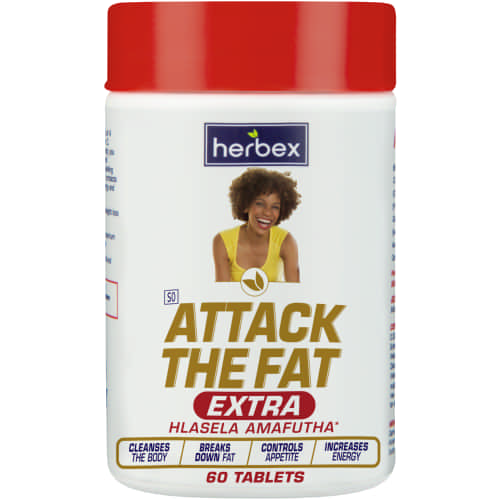 herbex
S0
ATTACK
THE FAT
EXTRA
HLASELA AMAFUTHA*
CLEANSES THE BODY
BREAKS DOWN FAT
CONTROLS APPETITE
INCREASES ENERGY
60 TABLETS